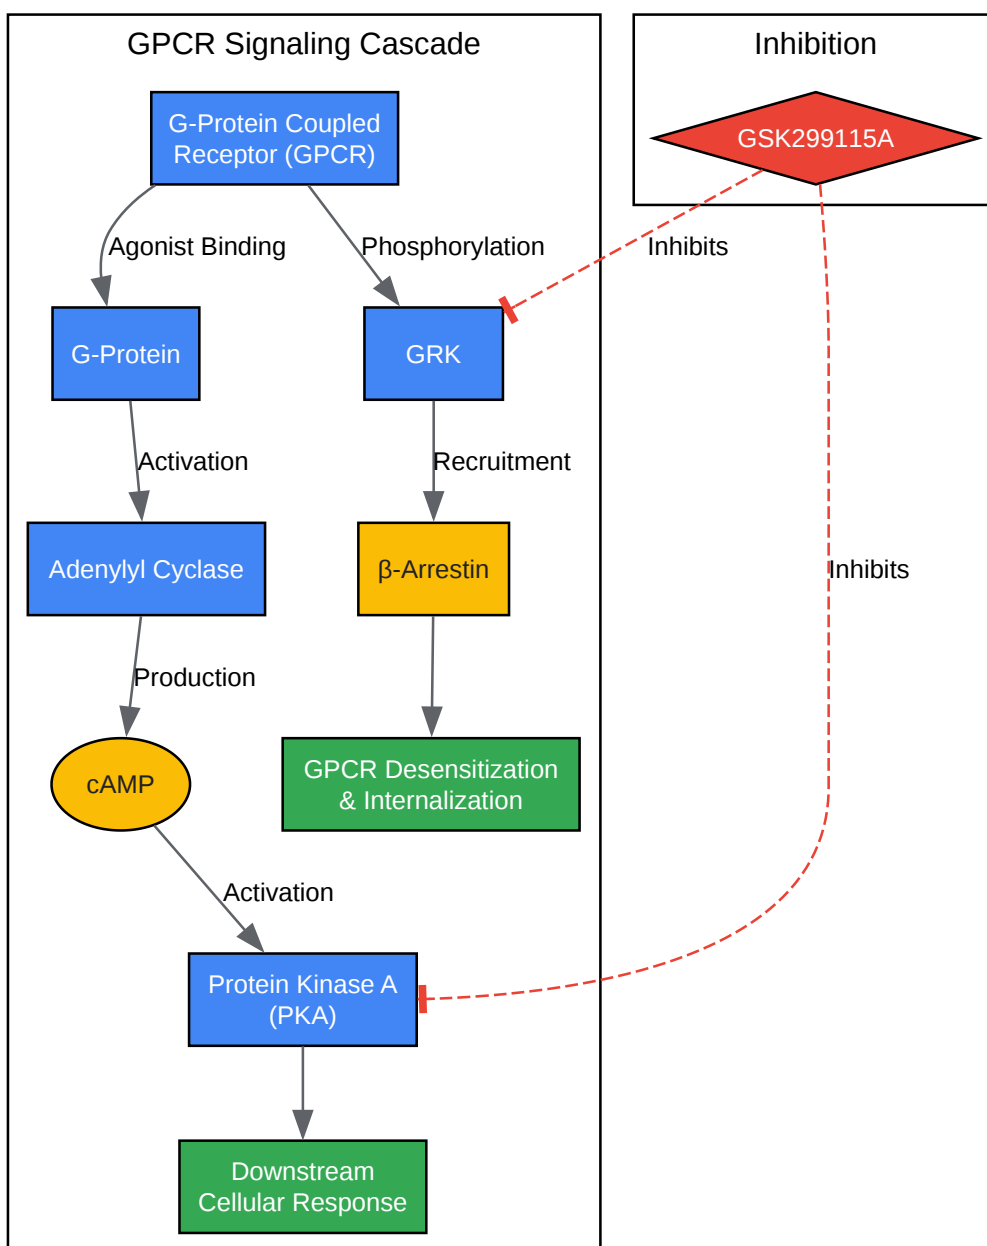 GPCR Signaling Cascade
Inhibition
G-Protein Coupled
Receptor (GPCR)
GSK299115A
Agonist Binding
Phosphorylation
Inhibits
G-Protein
GRK
Activation
Recruitment
Adenylyl Cyclase
β-Arrestin
Inhibits
Production
cAMP
GPCR Desensitization
& Internalization
Activation
Protein Kinase A
(PKA)
Downstream
Cellular Response